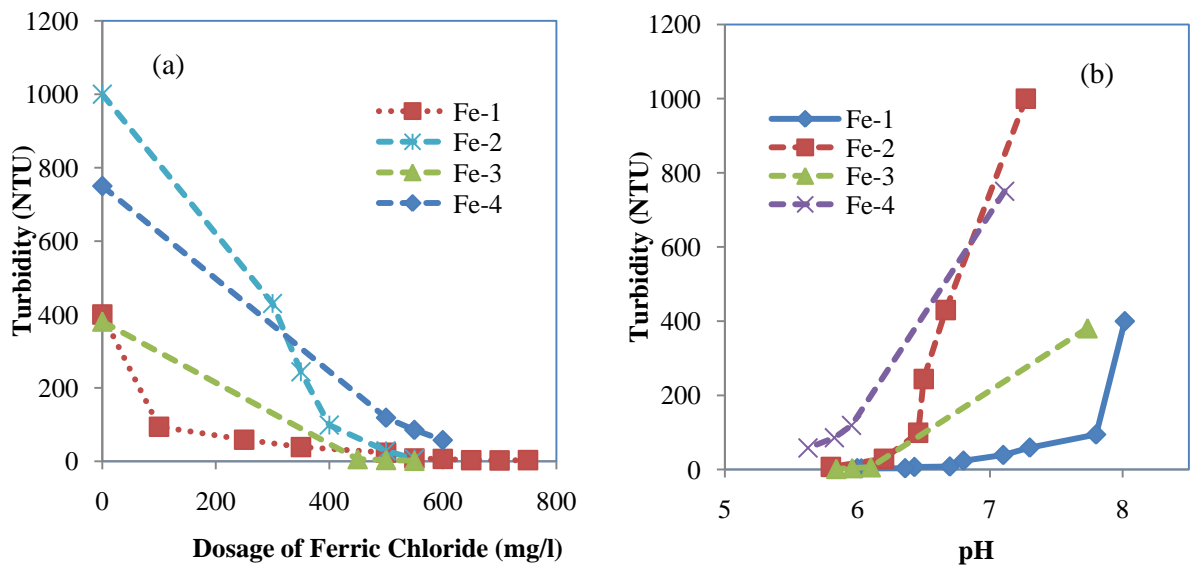 (a)
1200
1000
800
600
400
200
0
Turbidity (NTU)
Fe-1
Fe-2
Fe-3
Fe-4
0 200 400 600 800
Dosage of Ferric Chloride (mg/l)
(b)
1200
1000
800
600
400
200
0
Turbidity (NTU)
Fe-1
Fe-2
Fe-3
Fe-4
5 6 7 8
pH